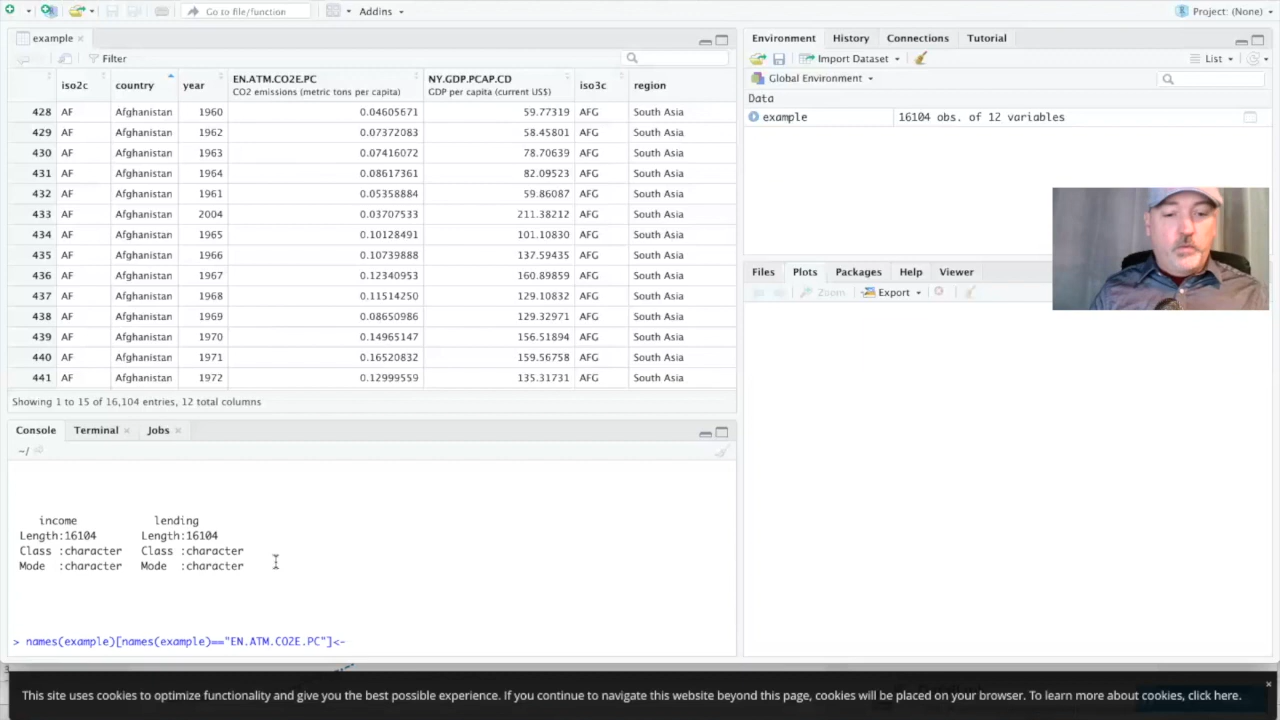 Go to file/function
Addins
Project: (None)
example
Filter
iso2c country year EN.ATM.CO2E.PC NY.GDP.PCAP.CD iso3c region
CO2 emissions (metric tons per capita) GDP per capita (current US$)
428 AF Afghanistan 1960 0.04605671 59.77319 AFG South Asia
429 AF Afghanistan 1962 0.07372083 58.45801 AFG South Asia
430 AF Afghanistan 1963 0.07416072 78.70639 AFG South Asia
431 AF Afghanistan 1964 0.08617361 82.09523 AFG South Asia
432 AF Afghanistan 1961 0.05358884 59.86087 AFG South Asia
433 AF Afghanistan 2004 0.03707533 211.38212 AFG South Asia
434 AF Afghanistan 1965 0.10128491 101.10830 AFG South Asia
435 AF Afghanistan 1966 0.10739888 137.59435 AFG South Asia
436 AF Afghanistan 1967 0.12340953 160.89859 AFG South Asia
437 AF Afghanistan 1968 0.11514250 129.10832 AFG South Asia
438 AF Afghanistan 1969 0.08650986 129.32971 AFG South Asia
439 AF Afghanistan 1970 0.14965147 156.51894 AFG South Asia
440 AF Afghanistan 1971 0.16520832 159.56758 AFG South Asia
441 AF Afghanistan 1972 0.12999559 135.31731 AFG South Asia
Showing 1 to 15 of 16,104 entries, 12 total columns
Console Terminal Jobs
~/
income lending
Length:16104 Length:16104
Class :character Class :character
Mode :character Mode :character
> names(example)[names(example)=="EN.ATM.CO2E.PC"]<-
Environment History Connections Tutorial
Import Dataset List
Global Environment
Data
example 16104 obs. of 12 variables
Files Plots Packages Help Viewer
Zoom Export
This site uses cookies to optimize functionality and give you the best possible experience. If you continue to navigate this website beyond this page, cookies will be placed on your browser. To learn more about cookies, click here.